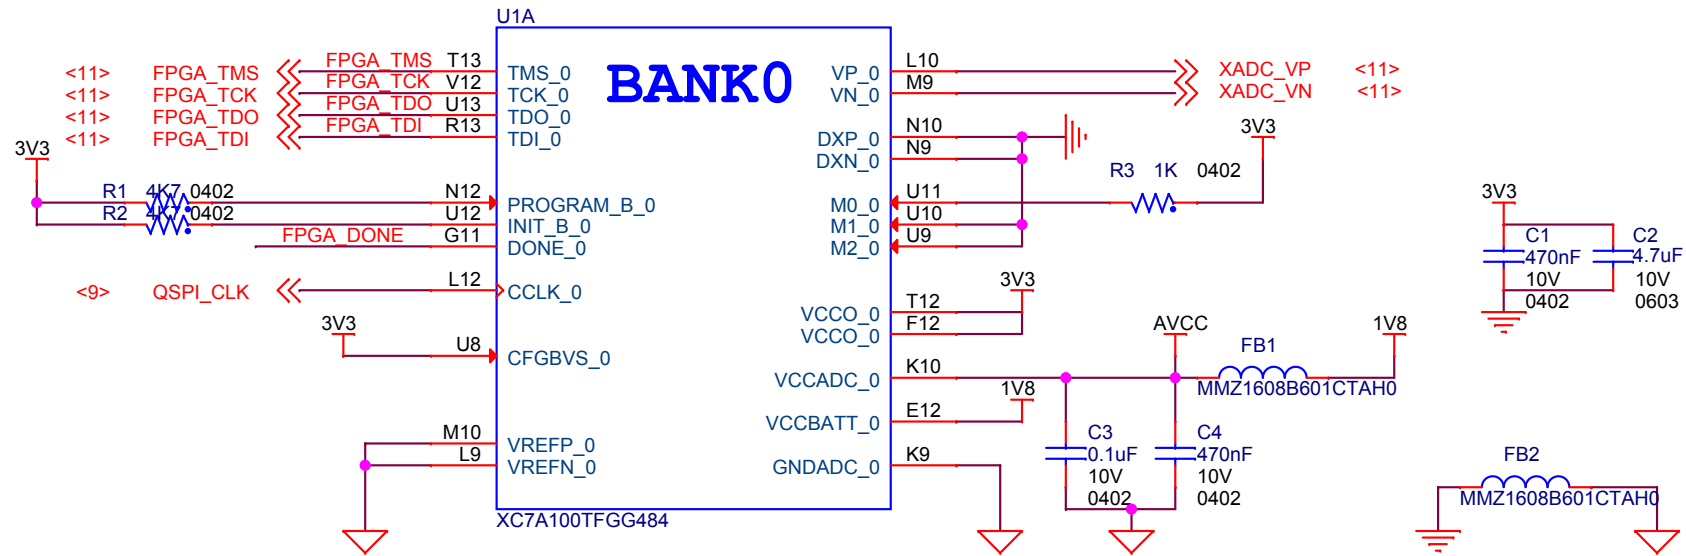 U1A
BANK0
<11> FPGA_TMS FPGA_TMS T13 TMS_0
<11> FPGA_TCK FPGA_TCK V12 TCK_0
<11> FPGA_TDO FPGA_TDO U13 TDO_0
<11> FPGA_TDI FPGA_TDI R13 TDI_0
3V3
R1 4K7 0402 N12 PROGRAM_B_0
R2 4K7 0402 U12 INIT_B_0
FPGA_DONE G11 DONE_0
<9> QSPI_CLK L12 CCLK_0
3V3
U8 CFGBVS_0
M10 VREFP_0
L9 VREFN_0
XC7A100TFGG484
VP_0 L10 XADC_VP <11>
VN_0 M9 XADC_VN <11>
DXP_0 N10
DXN_0 N9
3V3
R3 1K 0402
M0_0 U11
M1_0 U10
M2_0 U9
3V3
VCCO_0 T12
VCCO_0 F12
AVCC
1V8
FB1
MMZ1608B601CTAH0
VCCADC_0 K10
1V8
VCCBATT_0 E12
GNDADC_0 K9
C3
0.1uF
10V
0402
C4
470nF
10V
0402
3V3
C1
470nF
10V
0402
C2
4.7uF
10V
0603
FB2
MMZ1608B601CTAH0